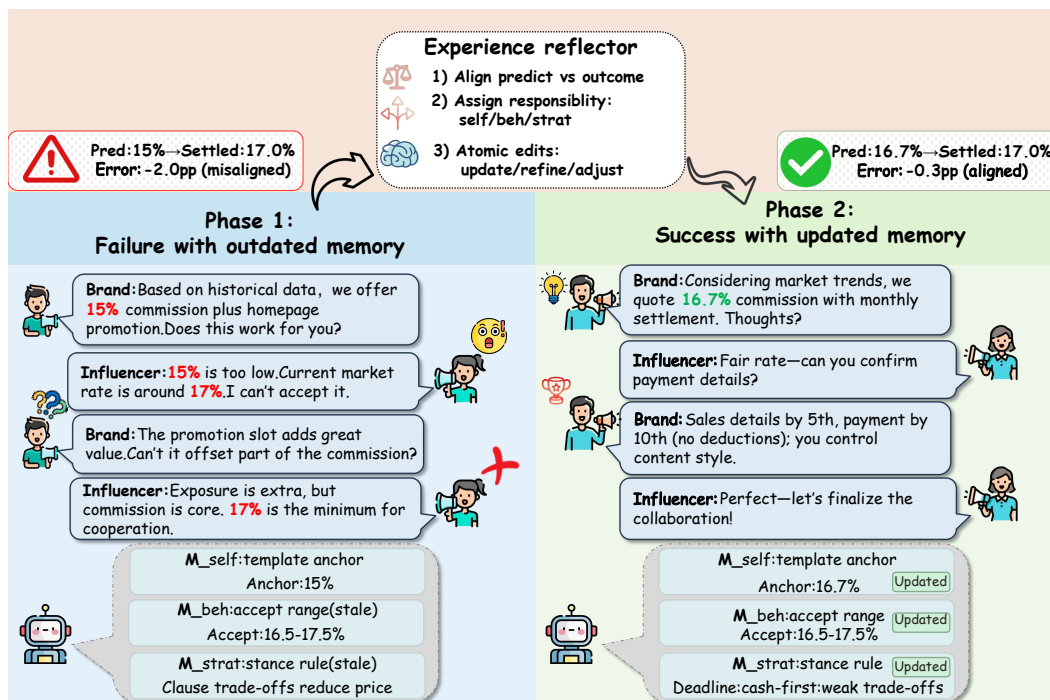 Experience reflector
1) Align predict vs outcome
2) Assign responsiblity:
self/beh/strat
3) Atomic edits:
update/refine/adjust
Pred:15%→Settled:17.0%
Error:-2.0pp (misaligned)
Pred:16.7%→Settled:17.0%
Error:-0.3pp (aligned)
Phase 1:
Failure with outdated memory
Brand:Based on historical data, we offer
15% commission plus homepage
promotion.Does this work for you?
Influencer:15% is too low.Current market
rate is around 17%.I can't accept it.
Brand:The promotion slot adds great
value.Can't it offset part of the commission?
Influencer:Exposure is extra, but
commission is core. 17% is the minimum for
cooperation.
M_self:template anchor
Anchor:15%
M_beh:accept range(stale)
Accept:16.5-17.5%
M_strat:stance rule(stale)
Clause trade-offs reduce price
Phase 2:
Success with updated memory
Brand:Considering market trends, we
quote 16.7% commission with monthly
settlement. Thoughts?
Influencer:Fair rate—can you confirm
payment details?
Brand:Sales details by 5th, payment by
10th (no deductions); you control
content style.
Influencer:Perfect—let's finalize the
collaboration!
M_self:template anchor
Anchor:16.7%
Updated
M_beh:accept range
Updated
Accept:16.5-17.5%
M_strat:stance rule
Updated
Deadline:cash-first:weak trade-offs